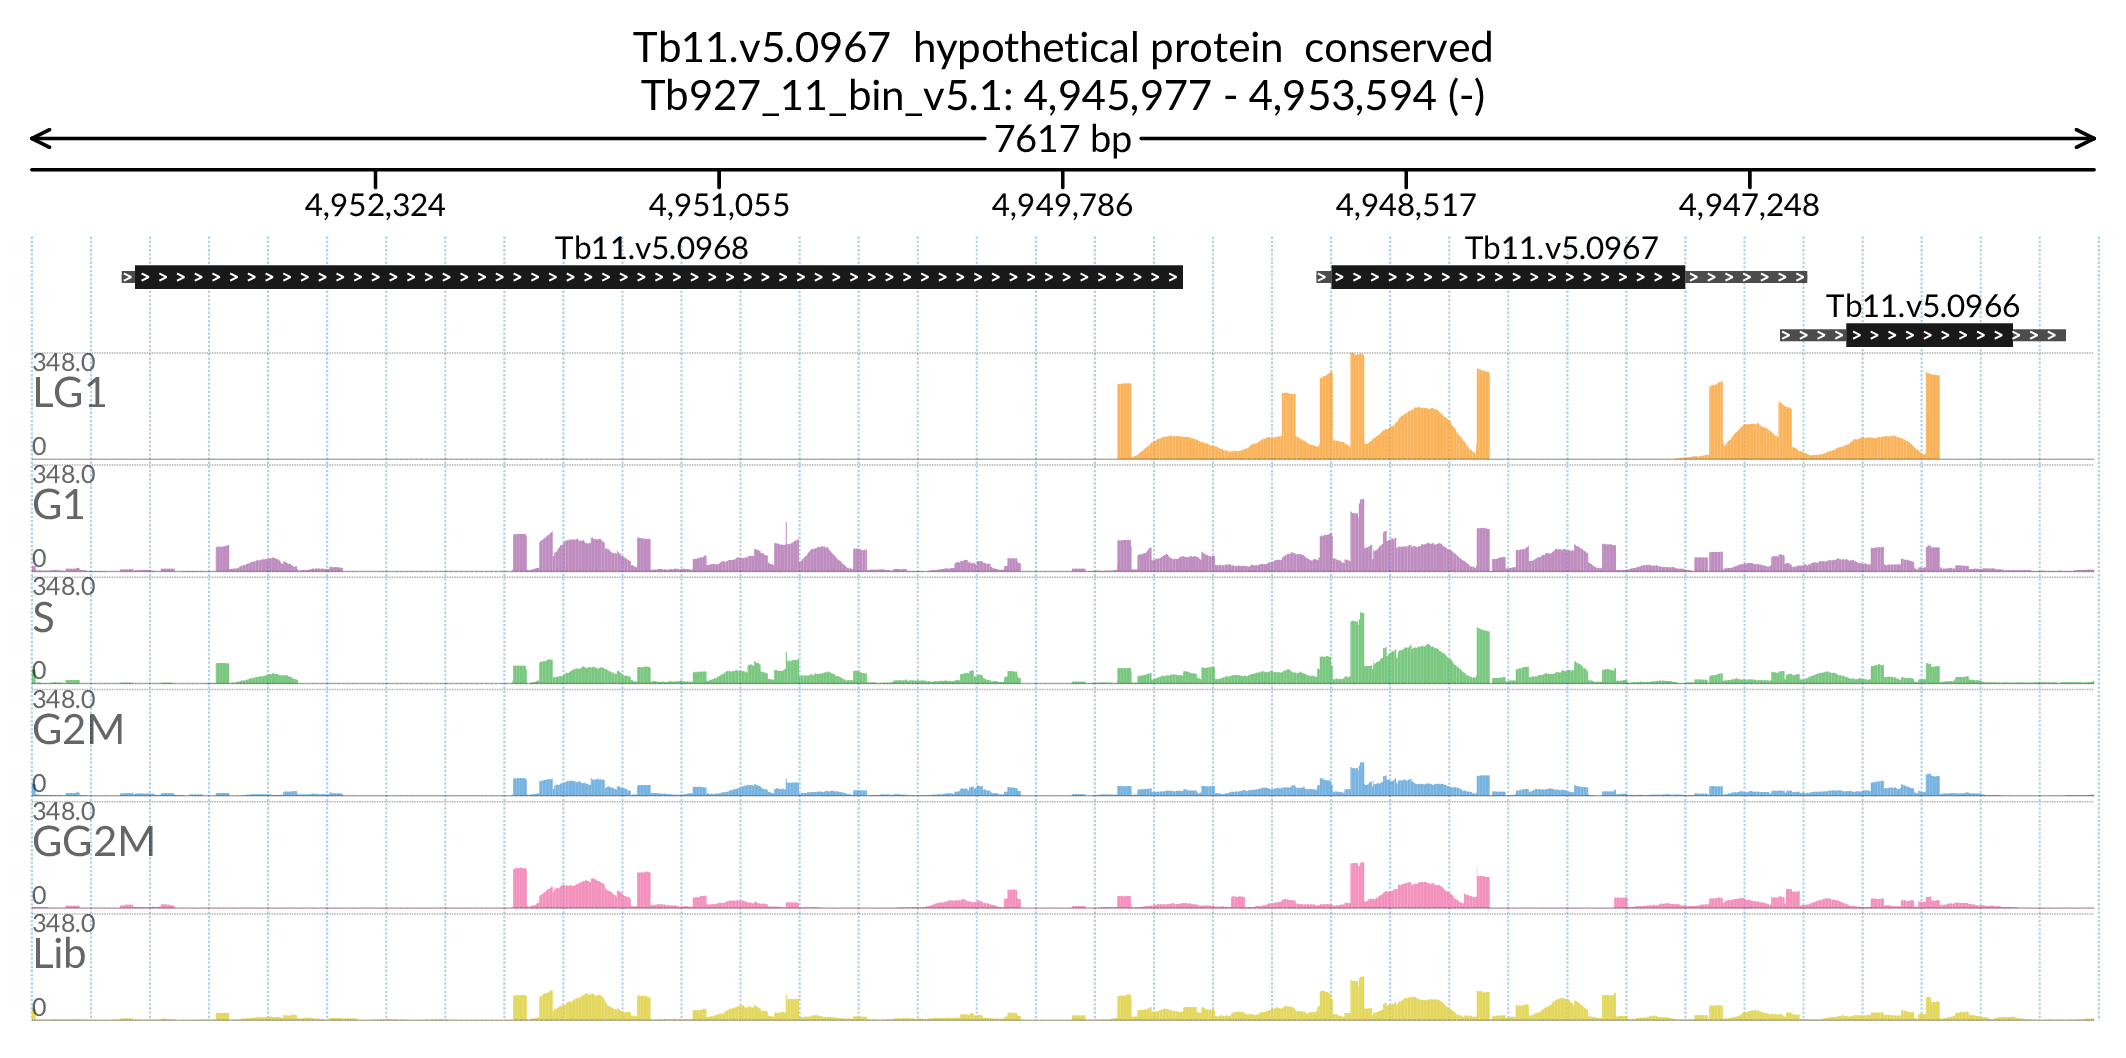 Tb11.v5.0967 hypothetical protein conserved
Tb927_11_bin_v5.1: 4,945,977 - 4,953,594 (-)
7617 bp
4,952,324 4,951,055 4,949,786 4,948,517 4,947,248
Tb11.v5.0968 Tb11.v5.0967
Tb11.v5.0966
348.0
LG1
0
348.0
G1
0
348.0
S
0
348.0
G2M
0
348.0
GG2M
0
348.0
Lib
0